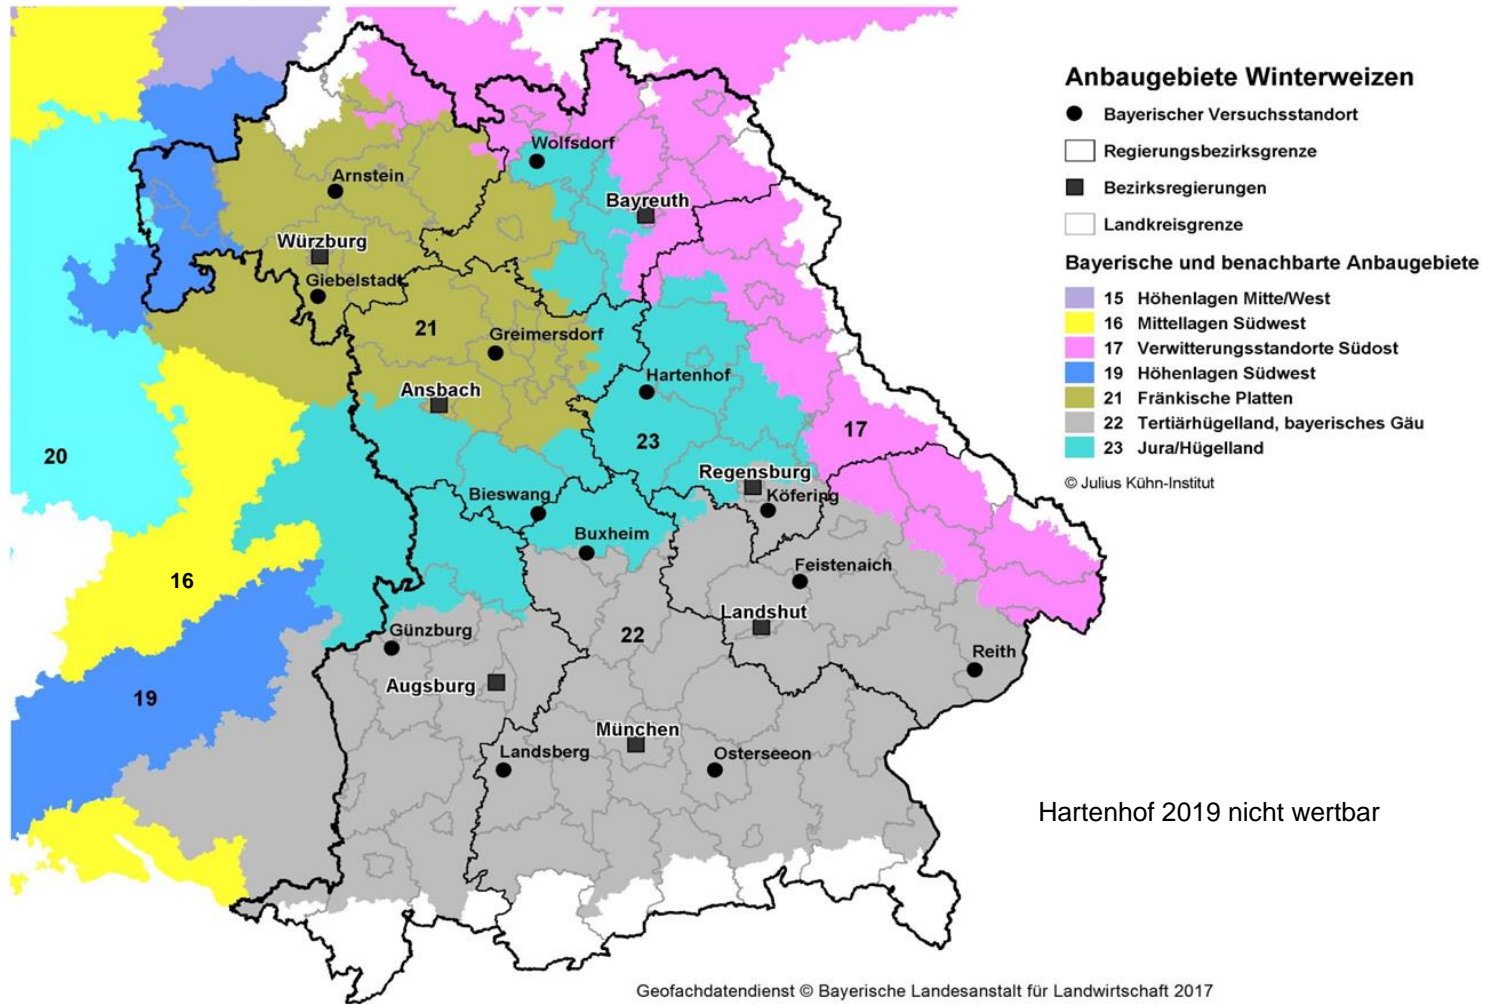 Anbaugebiete Winterweizen
Bayerischer Versuchsstandort
Regierungsbezirksgrenze
Bezirksregierungen
Landkreisgrenze
Bayerische und benachbarte Anbaugebiete
15 Höhenlagen Mitte/West
16 Mittellagen Südwest
17 Verwitterungsstandorte Südost
19 Höhenlagen Südwest
21 Fränkische Platten
22 Tertiärhügelland, bayerisches Gäu
23 Jura/Hügelland
© Julius Kühn-Institut
Wolfsdorf
Arnstein
Bayreuth
Würzburg
Giebelstadt
21
Greimersdorf
Hartenhof
Ansbach
17
23
20
Regensburg
Bieswang
Köfering
Buxheim
Feistenaich
16
Landshut
Günzburg
22
Reith
Augsburg
19
München
Landsberg
Osterseeon
Hartenhof 2019 nicht wertbar
Geofachdatendienst © Bayerische Landesanstalt für Landwirtschaft 2017